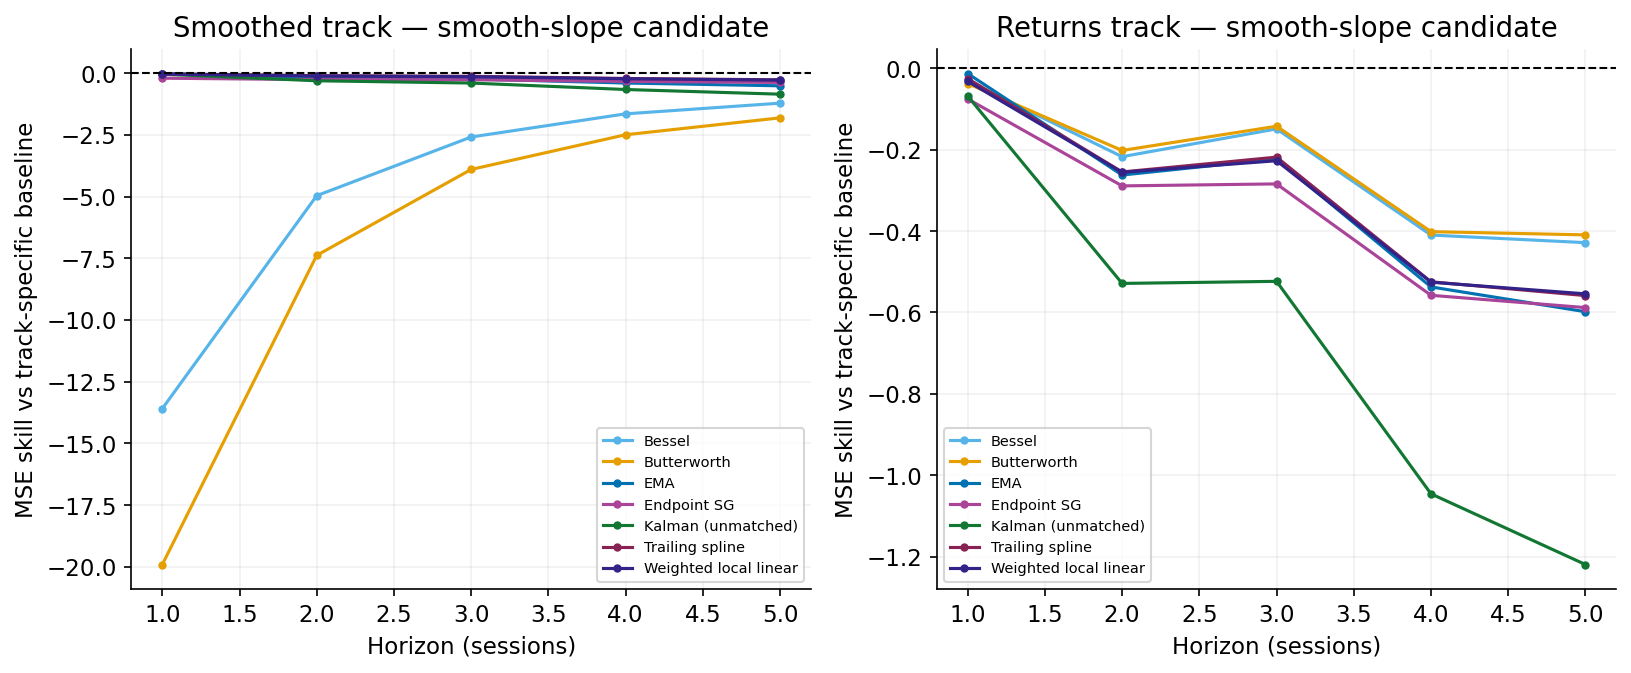 Smoothed track — smooth-slope candidate
MSE skill vs track-specific baseline
0.0
−2.5
−5.0
−7.5
−10.0
−12.5
−15.0
−17.5
−20.0
Bessel
Butterworth
EMA
Endpoint SG
Kalman (unmatched)
Trailing spline
Weighted local linear
1.0 1.5 2.0 2.5 3.0 3.5 4.0 4.5 5.0
Horizon (sessions)
Returns track — smooth-slope candidate
MSE skill vs track-specific baseline
0.0
−0.2
−0.4
−0.6
−0.8
−1.0
−1.2
Bessel
Butterworth
EMA
Endpoint SG
Kalman (unmatched)
Trailing spline
Weighted local linear
1.0 1.5 2.0 2.5 3.0 3.5 4.0 4.5 5.0
Horizon (sessions)